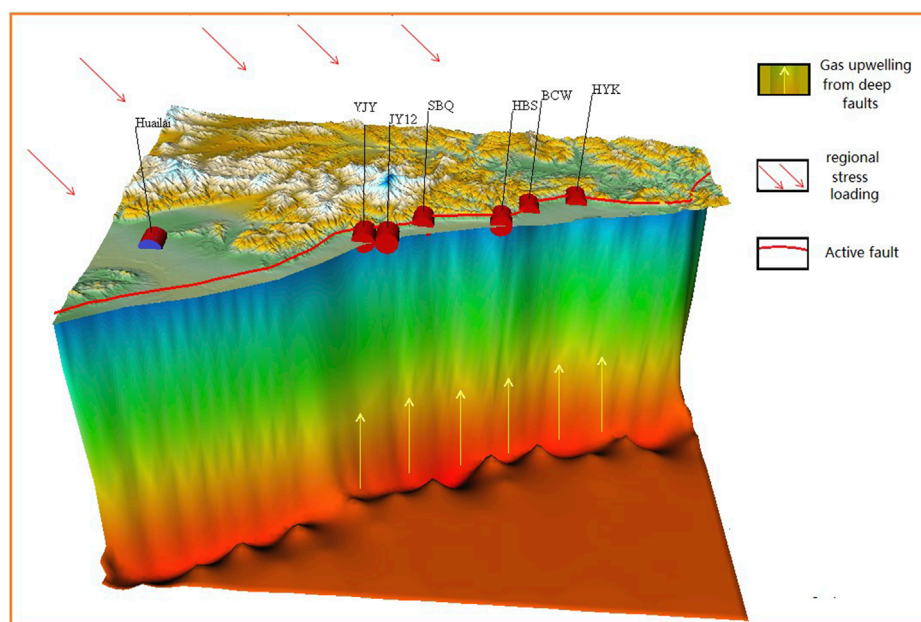 Huailai
YJY
JY12
SBQ
HBS
BCW
HYK
Gas upwelling
from deep
faults
regional
stress
loading
Active fault